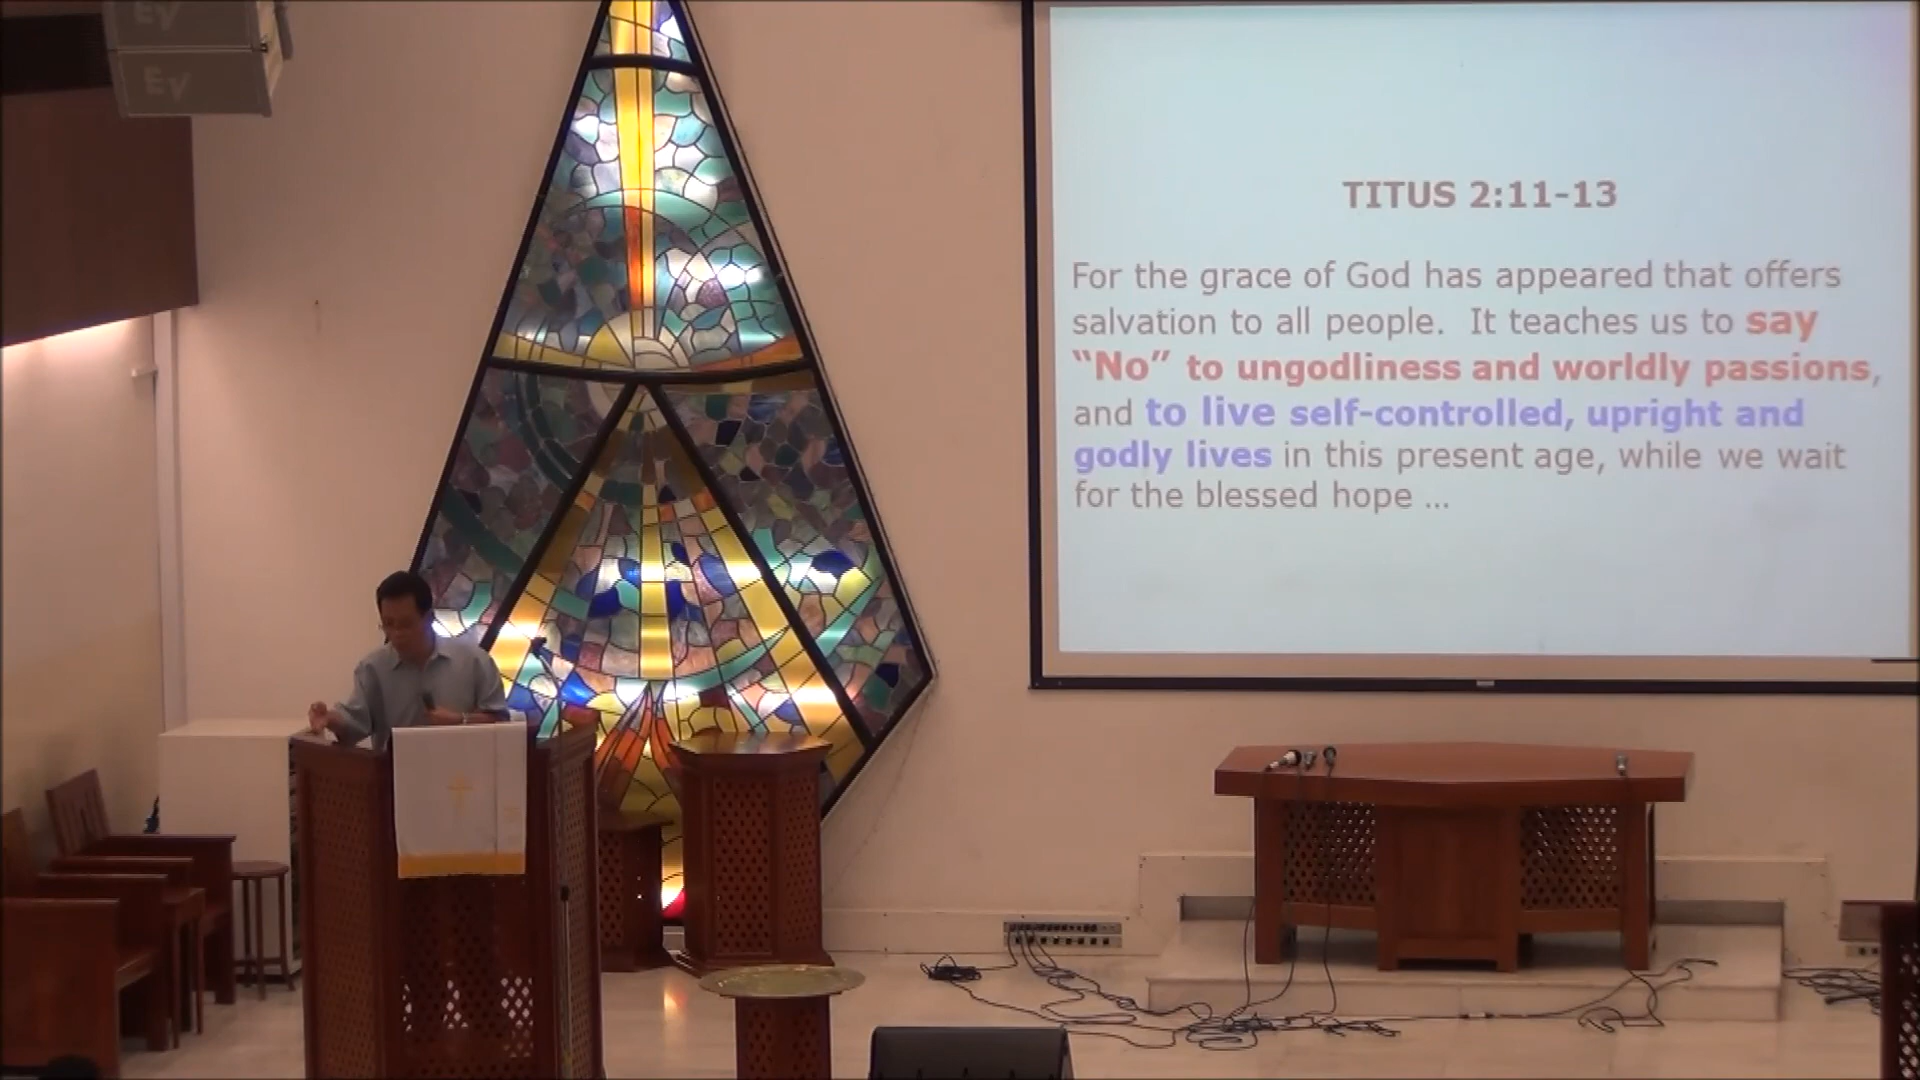 EV
EV
TITUS 2:11-13
For the grace of God has appeared that offers
salvation to all people. It teaches us to say
“No” to ungodliness and worldly passions,
and to live self-controlled, upright and
godly lives in this present age, while we wait
for the blessed hope ...